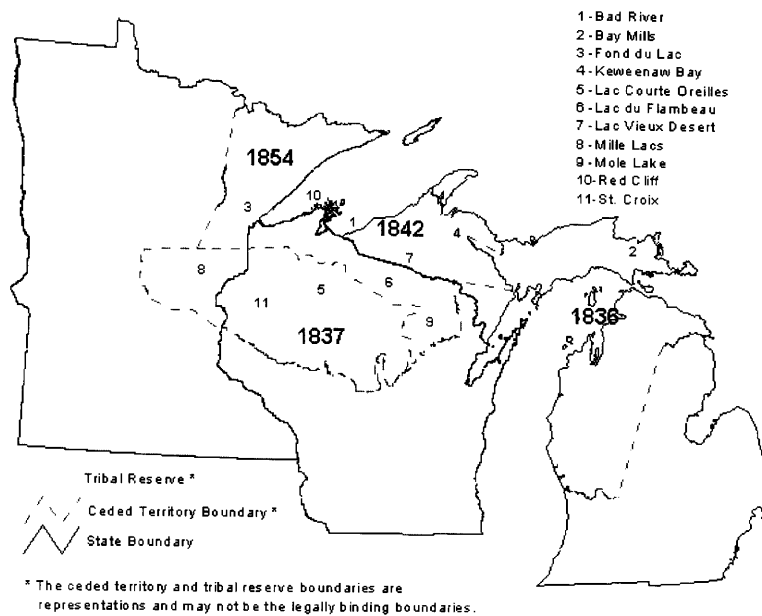 1-Bad River
2-Bay Mills
3-Fond du Lac
4-Keweenaw Bay
5-Lac Courte Oreilles
6-Lac du Flambeau
7-Lac Vieux Desert
8-Mille Lacs
9-Mole Lake
10-Red Cliff
11-St. Croix
1854
10
3
1
1842
4
2
7
8
6
5
11
1836
9
1837
Tribal Reserve *
Ceded Territory Boundary *
State Boundary
* The ceded territory and tribal reserve boundaries are
representations and may not be the legally binding boundaries.